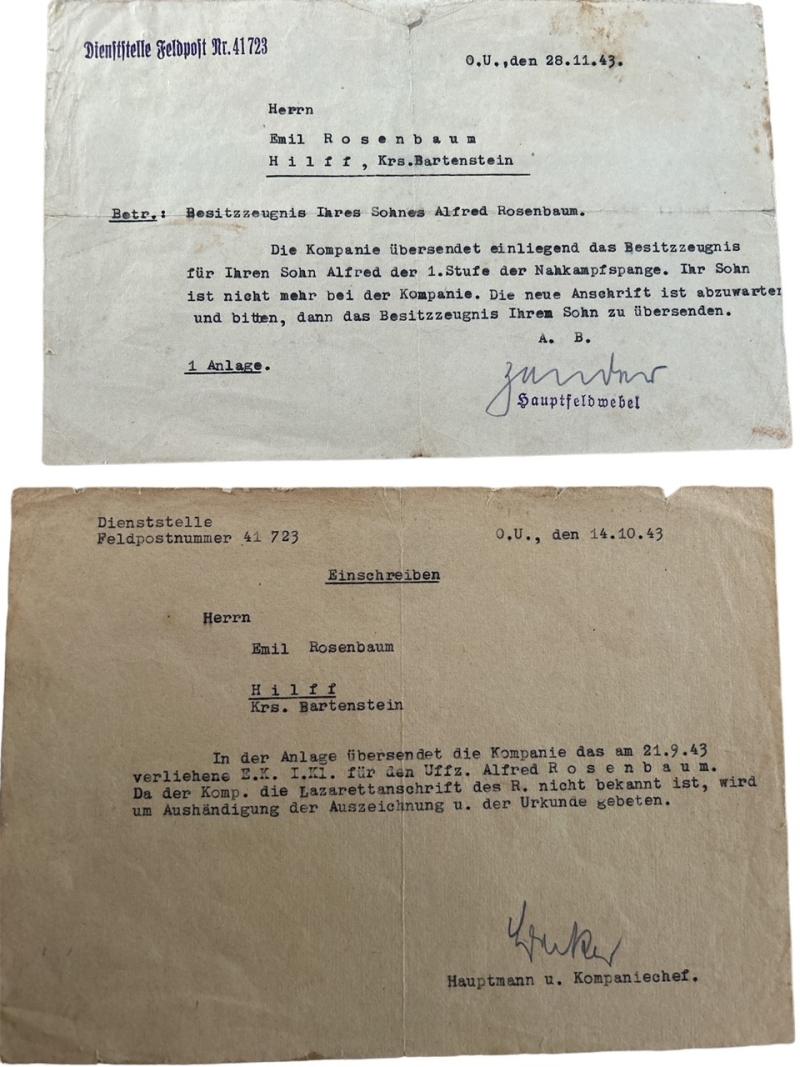 Dienststelle Feldpost Nr. 41 723
O.U., den 28.11.43.
Herrn
Emil R o s e n b a u m
H i l f f , Krs.Bartenstein
Betr.: Besitzzeugnis Ihres Sohnes Alfred Rosenbaum.
Die Kompanie übersendet einliegend das Besitzzeugnis
für Ihren Sohn Alfred der 1.Stufe der Nahkampfspange. Ihr Sohn
ist nicht mehr bei der Kompanie. Die neue Anschrift ist abzuwarten
und bitten, dann das Besitzzeugnis Ihrem Sohn zu übersenden.
A. B.
1 Anlage.
Zander
Hauptfeldwebel
Dienststelle
Feldpostnummer 41 723
O.U., den 14.10.43
Einschreiben
Herrn
Emil Rosenbaum
H i l f f
Krs. Bartenstein
In der Anlage übersendet die Kompanie das am 21.9.43
verliehene E.K. I.Kl. für den Uffz. Alfred R o s e n b a u m.
Da der Komp. die Lazarettanschrift des R. nicht bekannt ist, wird
um Aushändigung der Auszeichnung u. der Urkunde gebeten.
Hauptmann u. Kompaniechef.